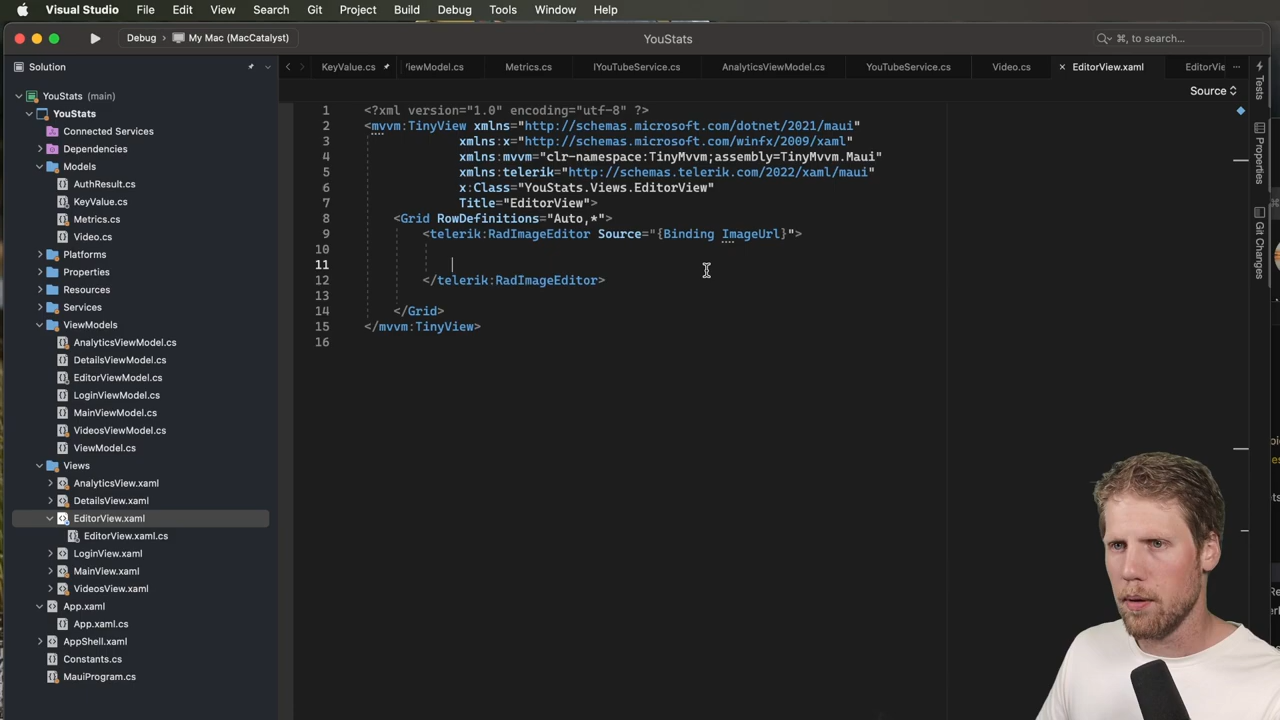 Visual Studio File Edit View Search Git Project Build Debug Tools Window Help
Debug My Mac (MacCatalyst) YouStats ⌘, to search...
Solution
KeyValue.cs ViewModel.cs Metrics.cs IYouTubeService.cs AnalyticsViewModel.cs YouTubeService.cs Video.cs EditorView.xaml EditorVie ...
Source
YouStats (main)
YouStats
Connected Services
Dependencies
Models
AuthResult.cs
KeyValue.cs
Metrics.cs
Video.cs
Platforms
Properties
Resources
Services
ViewModels
AnalyticsViewModel.cs
DetailsViewModel.cs
EditorViewModel.cs
LoginViewModel.cs
MainViewModel.cs
VideosViewModel.cs
ViewModel.cs
Views
AnalyticsView.xaml
DetailsView.xaml
EditorView.xaml
EditorView.xaml.cs
LoginView.xaml
MainView.xaml
VideosView.xaml
App.xaml
App.xaml.cs
AppShell.xaml
Constants.cs
MauiProgram.cs
1 <?xml version="1.0" encoding="utf-8" ?>
2 <mvvm:TinyView xmlns="http://schemas.microsoft.com/dotnet/2021/maui"
3 xmlns:x="http://schemas.microsoft.com/winfx/2009/xaml"
4 xmlns:mvvm="clr-namespace:TinyMvvm;assembly=TinyMvvm.Maui"
5 xmlns:telerik="http://schemas.telerik.com/2022/xaml/maui"
6 x:Class="YouStats.Views.EditorView"
7 Title="EditorView">
8 <Grid RowDefinitions="Auto,*">
9 <telerik:RadImageEditor Source="{Binding ImageUrl}">
10
11
12 </telerik:RadImageEditor>
13
14 </Grid>
15 </mvvm:TinyView>
16
Tests
Properties
Git Changes